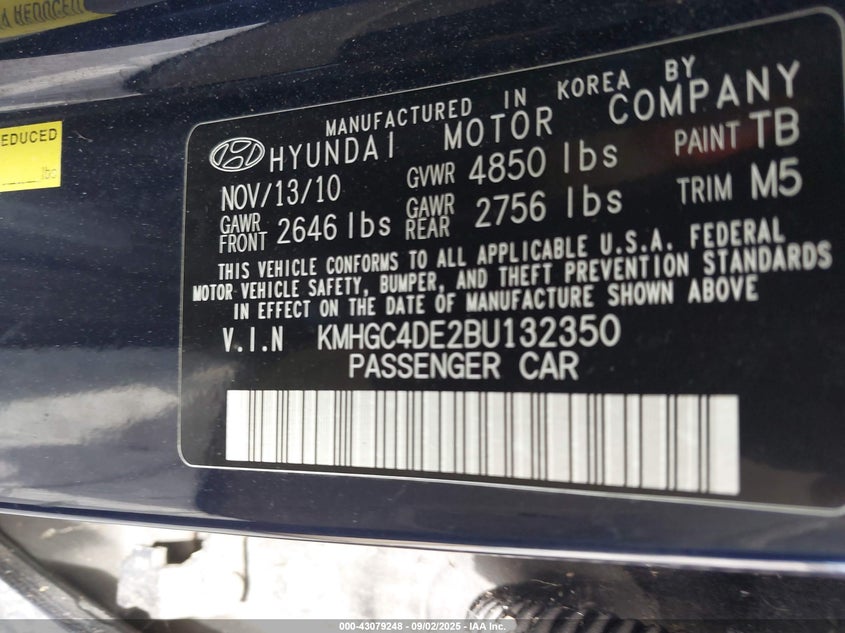 REDUCED
REDUCED
lbs
MANUFACTURED IN KOREA BY
HYUNDAI MOTOR COMPANY
NOV/13/10 GVWR 4850 lbs PAINT TB
GAWR FRONT 2646 lbs GAWR REAR 2756 lbs TRIM M5
THIS VEHICLE CONFORMS TO ALL APPLICABLE U.S.A. FEDERAL
MOTOR VEHICLE SAFETY, BUMPER, AND THEFT PREVENTION STANDARDS
IN EFFECT ON THE DATE OF MANUFACTURE SHOWN ABOVE
V.I.N KMHGC4DE2BU132350
PASSENGER CAR
000-43079248 - 09/02/2025 - IAA Inc.